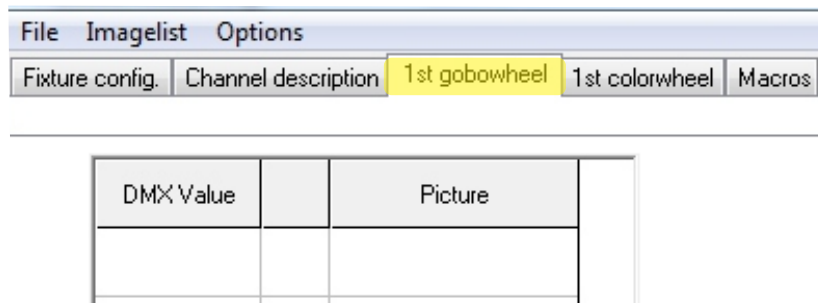 File Imagelist Options
Fixture config. Channel description 1st gobowheel 1st colorwheel Macros
DMX Value Picture